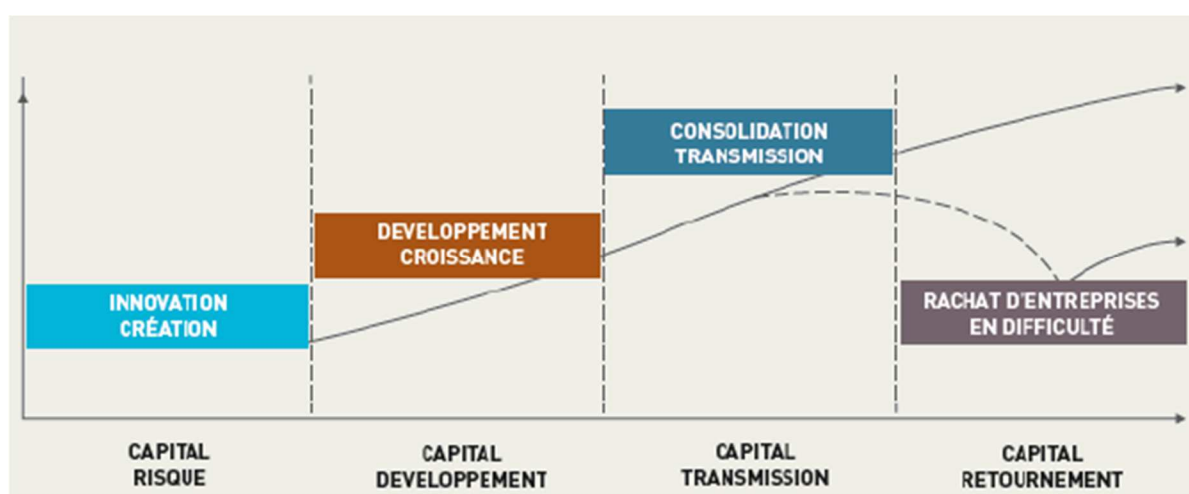 CONSOLIDATION
TRANSMISSION
DEVELOPPEMENT
CROISSANCE
INNOVATION
CRÉATION
RACHAT D'ENTREPRISES
EN DIFFICULTÉ
CAPITAL
RISQUE
CAPITAL
DEVELOPPEMENT
CAPITAL
TRANSMISSION
CAPITAL
RETOURNEMENT